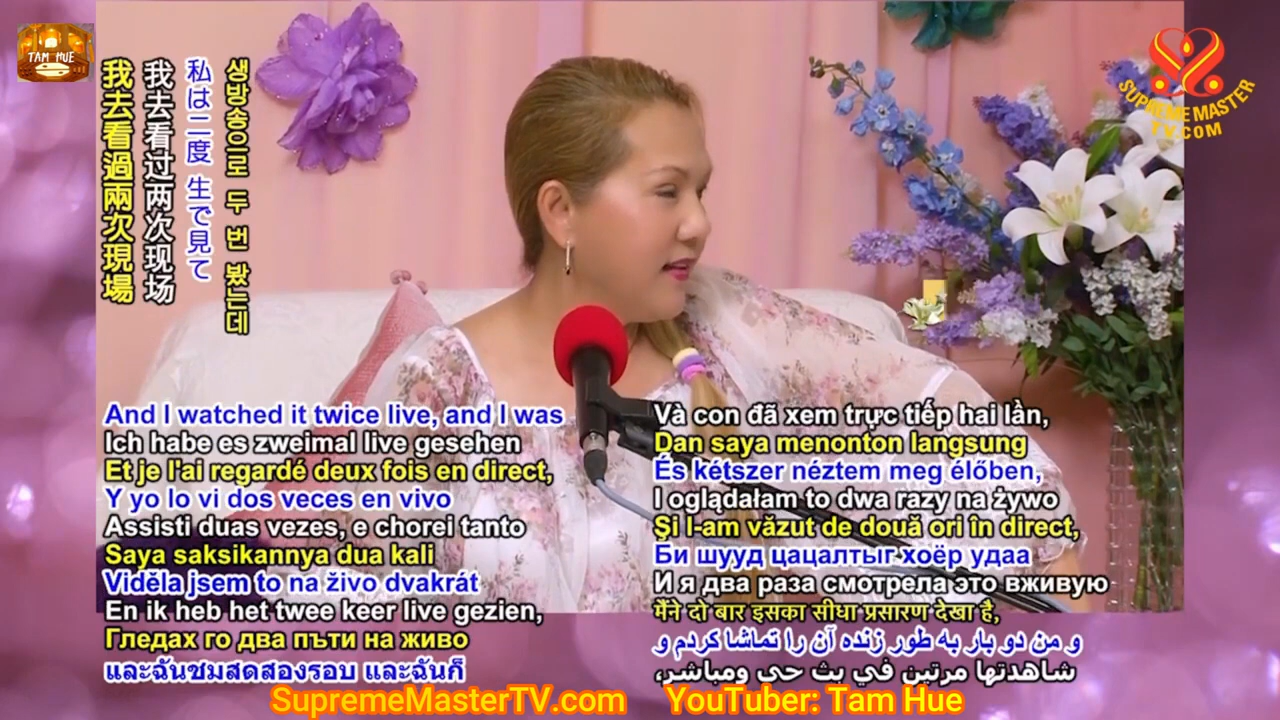 TAM HUE
SUPREME MASTER
TV.COM
我去看過兩次現場
我去看过两次现场
私は二度 生で見て
생방송으로 두 번 봤는데
And I watched it twice live, and I was
Ich habe es zweimal live gesehen
Et je l'ai regardé deux fois en direct,
Y yo lo vi dos veces en vivo
Assisti duas vezes, e chorei tanto
Saya saksikannya dua kali
Viděla jsem to na živo dvakrát
En ik heb het twee keer live gezien,
Гледах го два пъти на живо
และฉันชมสดสองรอบ และฉันก็
Và con đã xem trực tiếp hai lần,
Dan saya menonton langsung
És kétszer néztem meg élőben,
I oglądałam to dwa razy na żywo
Şi l-am văzut de două ori în direct,
Би шууд цацалтыг хоёр удаа
И я два раза смотрела это вживую
मैंने दो बार इसका सीधा प्रसारण देखा है,
و من دو بار به طور زنده آن را تماشا کردم و
شاهدتها مرتين في بث حي ومباشر،
SupremeMasterTV.com
YouTuber: Tam Hue